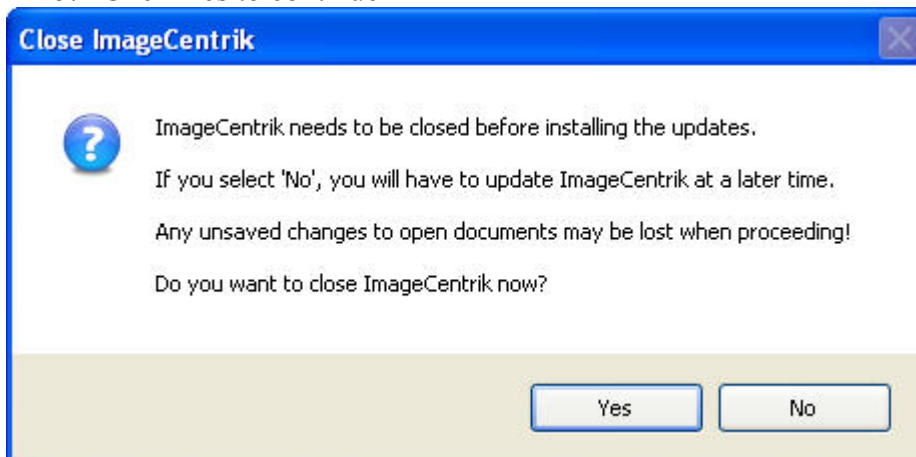 Close ImageCentrik
ImageCentrik needs to be closed before installing the updates.
If you select 'No', you will have to update ImageCentrik at a later time.
Any unsaved changes to open documents may be lost when proceeding!
Do you want to close ImageCentrik now?
Yes
No